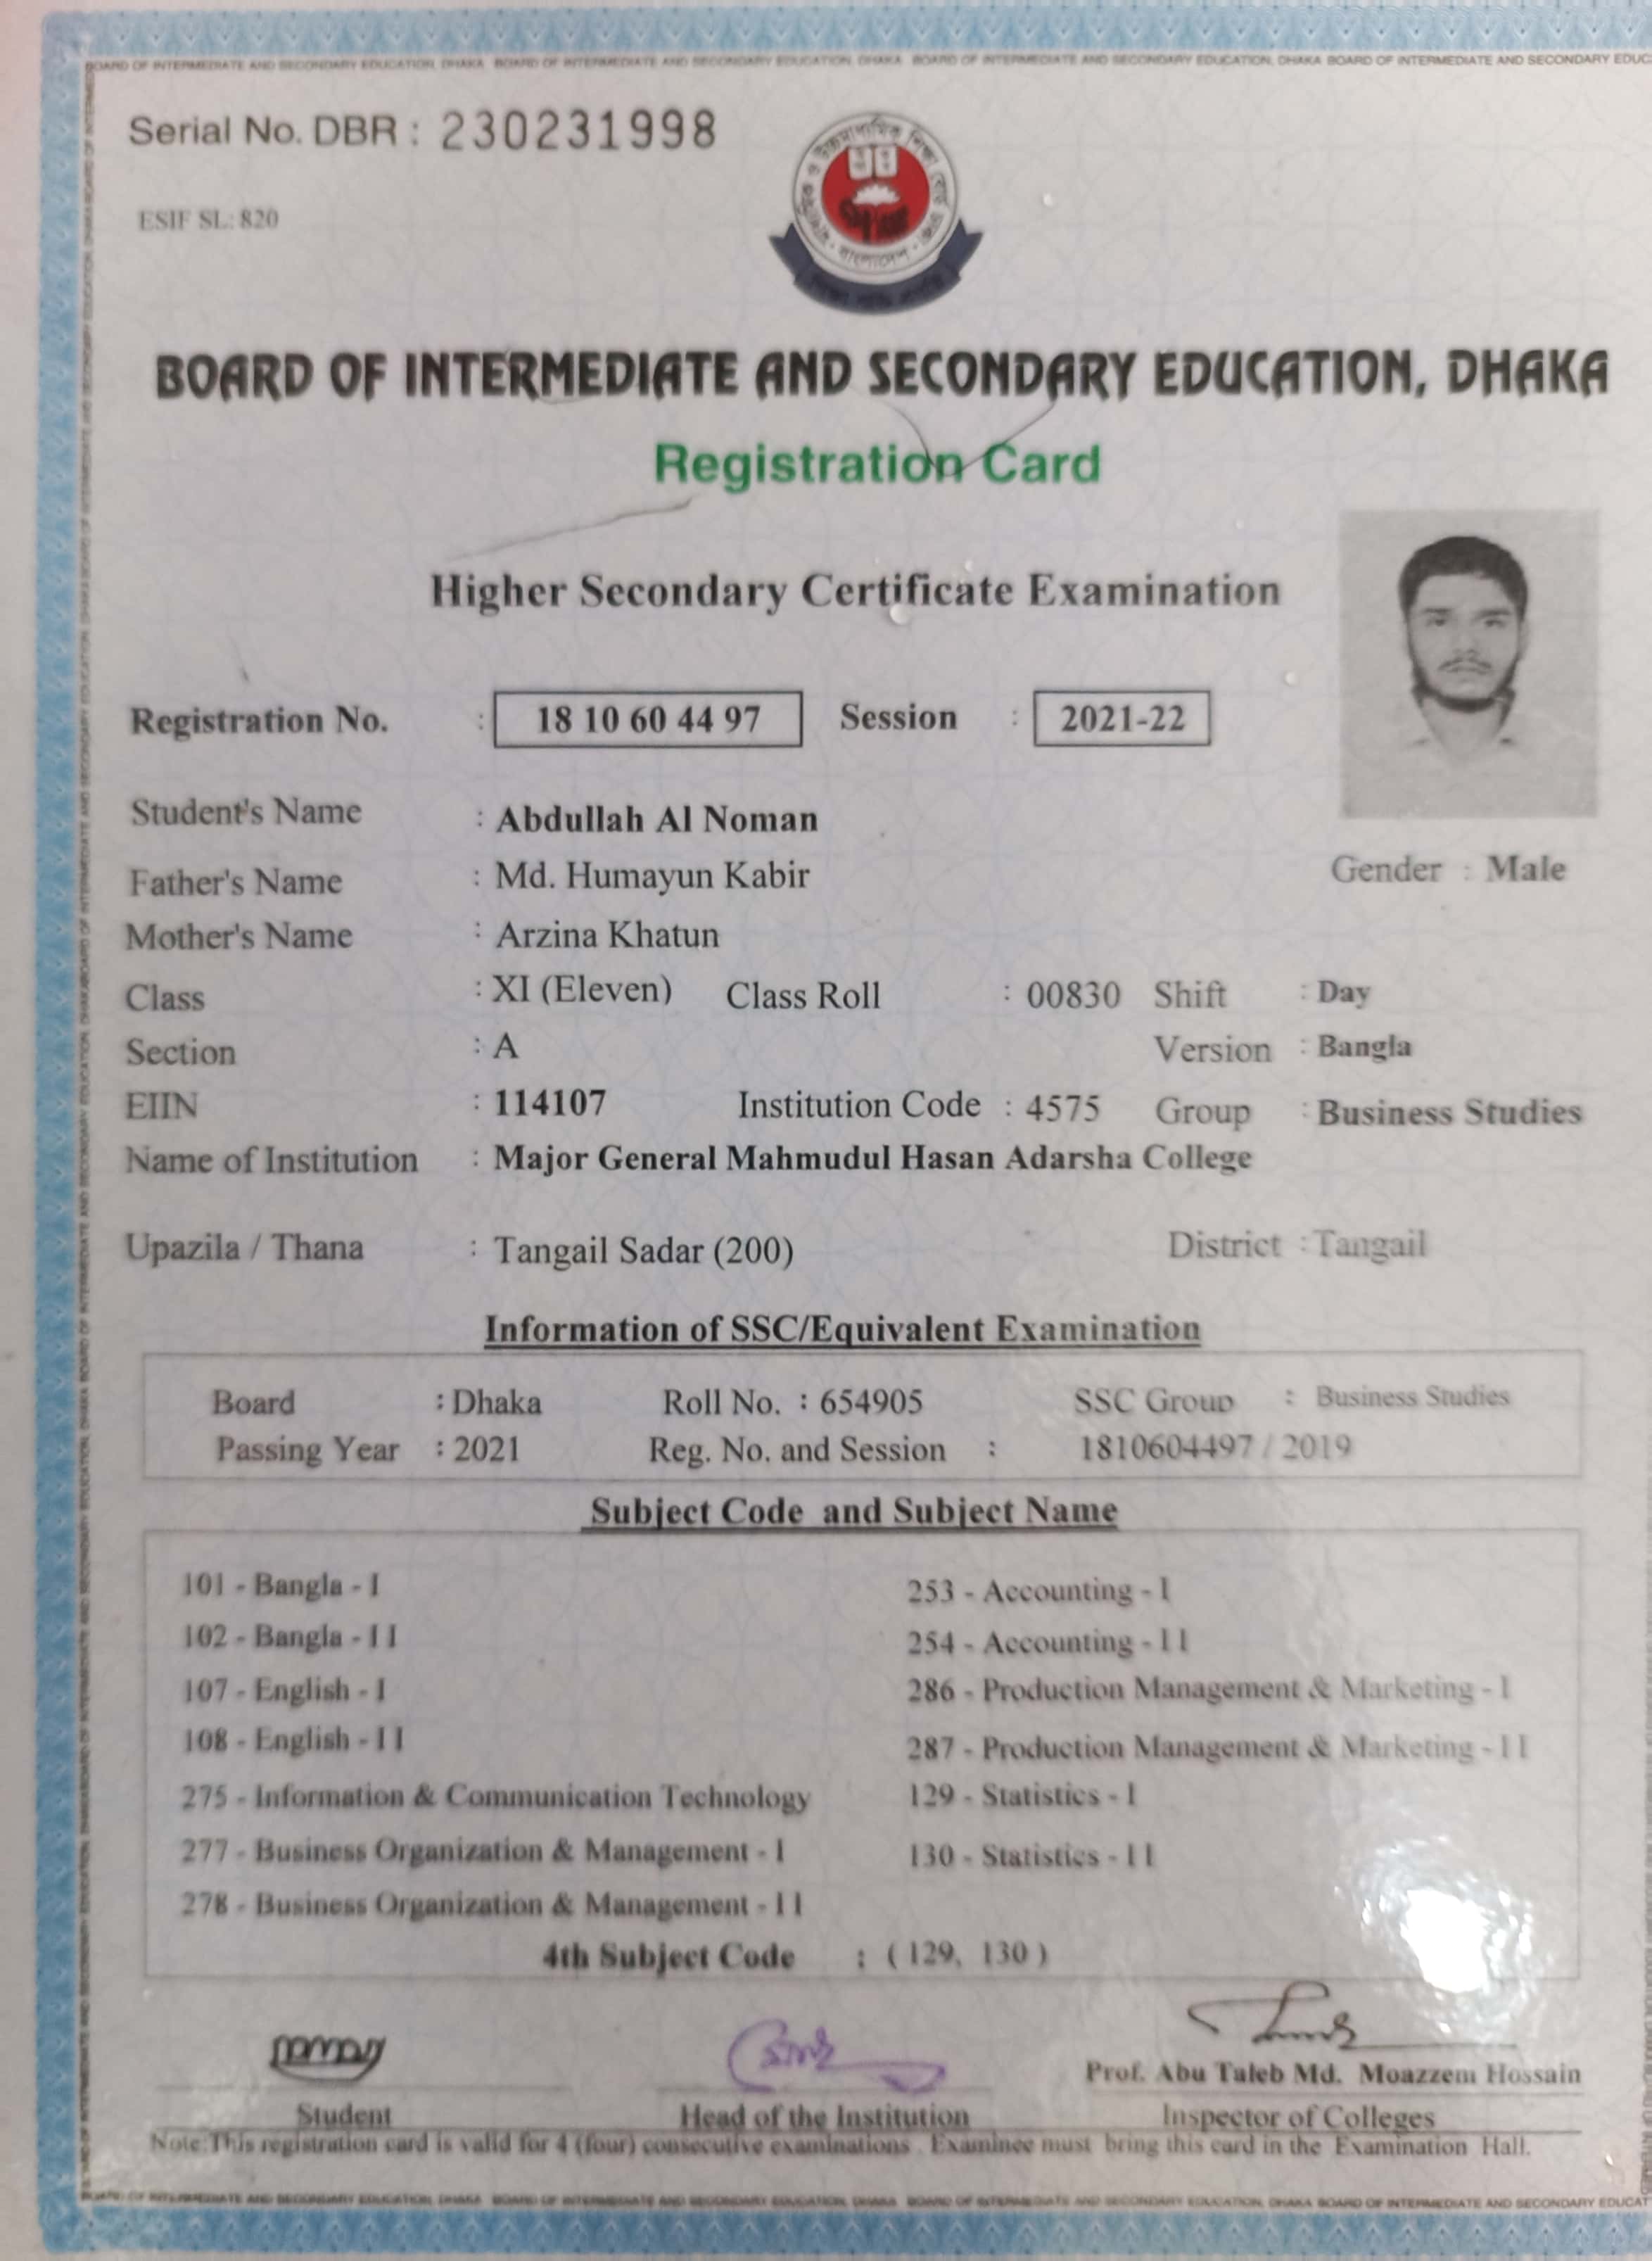 BOARD OF INTERMEDIATE AND SECONDARY EDUCATION, DHAKA BOARD OF INTERMEDIATE AND SECONDARY EDUCATION, DHAKA BOARD OF INTERMEDIATE AND SECONDARY EDUCATION, DHAKA BOARD OF INTERMEDIATE AND SECONDARY EDUC
Serial No. DBR : 230231998
ESIF SL: 820
BOARD OF INTERMEDIATE AND SECONDARY EDUCATION, DHAKA
Registration Card
Higher Secondary Certificate Examination
Registration No. : 18 10 60 44 97 Session : 2021-22
Student's Name : Abdullah Al Noman
Father's Name : Md. Humayun Kabir Gender : Male
Mother's Name : Arzina Khatun
Class : XI (Eleven) Class Roll : 00830 Shift : Day
Section : A Version : Bangla
EIIN : 114107 Institution Code : 4575 Group : Business Studies
Name of Institution : Major General Mahmudul Hasan Adarsha College
Upazila / Thana : Tangail Sadar (200) District : Tangail
Information of SSC/Equivalent Examination
Board : Dhaka Roll No. : 654905 SSC Group : Business Studies
Passing Year : 2021 Reg. No. and Session : 1810604497 / 2019
Subject Code and Subject Name
101 - Bangla - I 253 - Accounting - I
102 - Bangla - I I 254 - Accounting - I I
107 - English - I 286 - Production Management & Marketing - I
108 - English - I I 287 - Production Management & Marketing - I I
275 - Information & Communication Technology 129 - Statistics - I
277 - Business Organization & Management - I 130 - Statistics - I I
278 - Business Organization & Management - I I
4th Subject Code : ( 129, 130 )
Prof. Abu Taleb Md. Moazzem Hossain
Student Head of the Institution Inspector of Colleges
Note:This registration card is valid for 4 (four) consecutive examinations . Examinee must bring this card in the Examination Hall.
BOARD OF INTERMEDIATE AND SECONDARY EDUCATION, DHAKA BOARD OF INTERMEDIATE AND SECONDARY EDUCATION, DHAKA BOARD OF INTERMEDIATE AND SECONDARY EDUCATION, DHAKA BOARD OF INTERMEDIATE AND SECONDARY EDUCAT